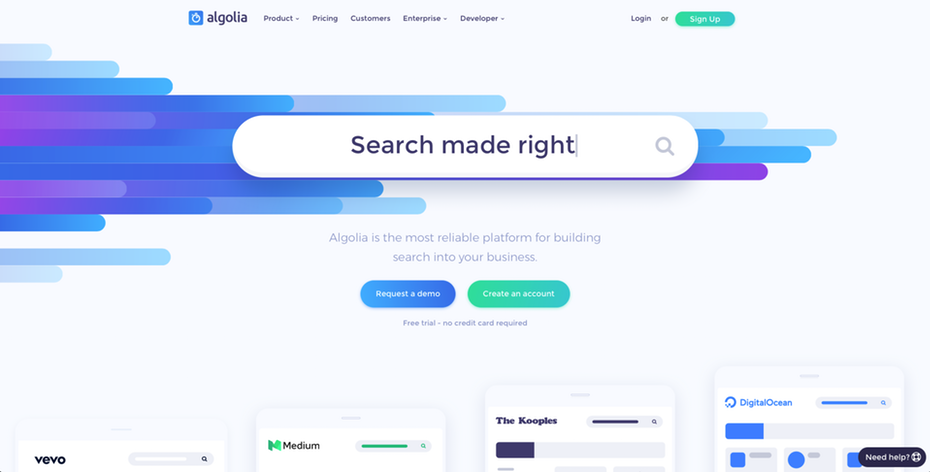 algolia Product Pricing Customers Enterprise Developer Login or Sign Up
Search made right
Algolia is the most reliable platform for building
search into your business.
Request a demo Create an account
Free trial - no credit card required
DigitalOcean
The Kooples
Medium
vevo
Need help?